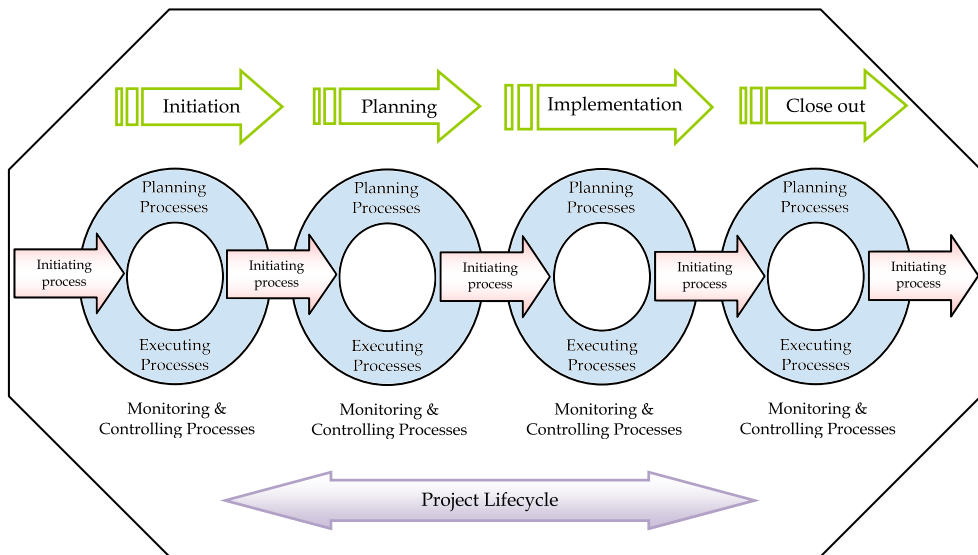 Initiation
Planning
Implementation
Close out
Planning
Processes
Planning
Processes
Planning
Processes
Planning
Processes
Initiating
process
Initiating
process
Initiating
process
Initiating
process
Initiating
process
Executing
Processes
Executing
Processes
Executing
Processes
Executing
Processes
Monitoring &
Controlling Processes
Monitoring &
Controlling Processes
Monitoring &
Controlling Processes
Monitoring &
Controlling Processes
Project Lifecycle